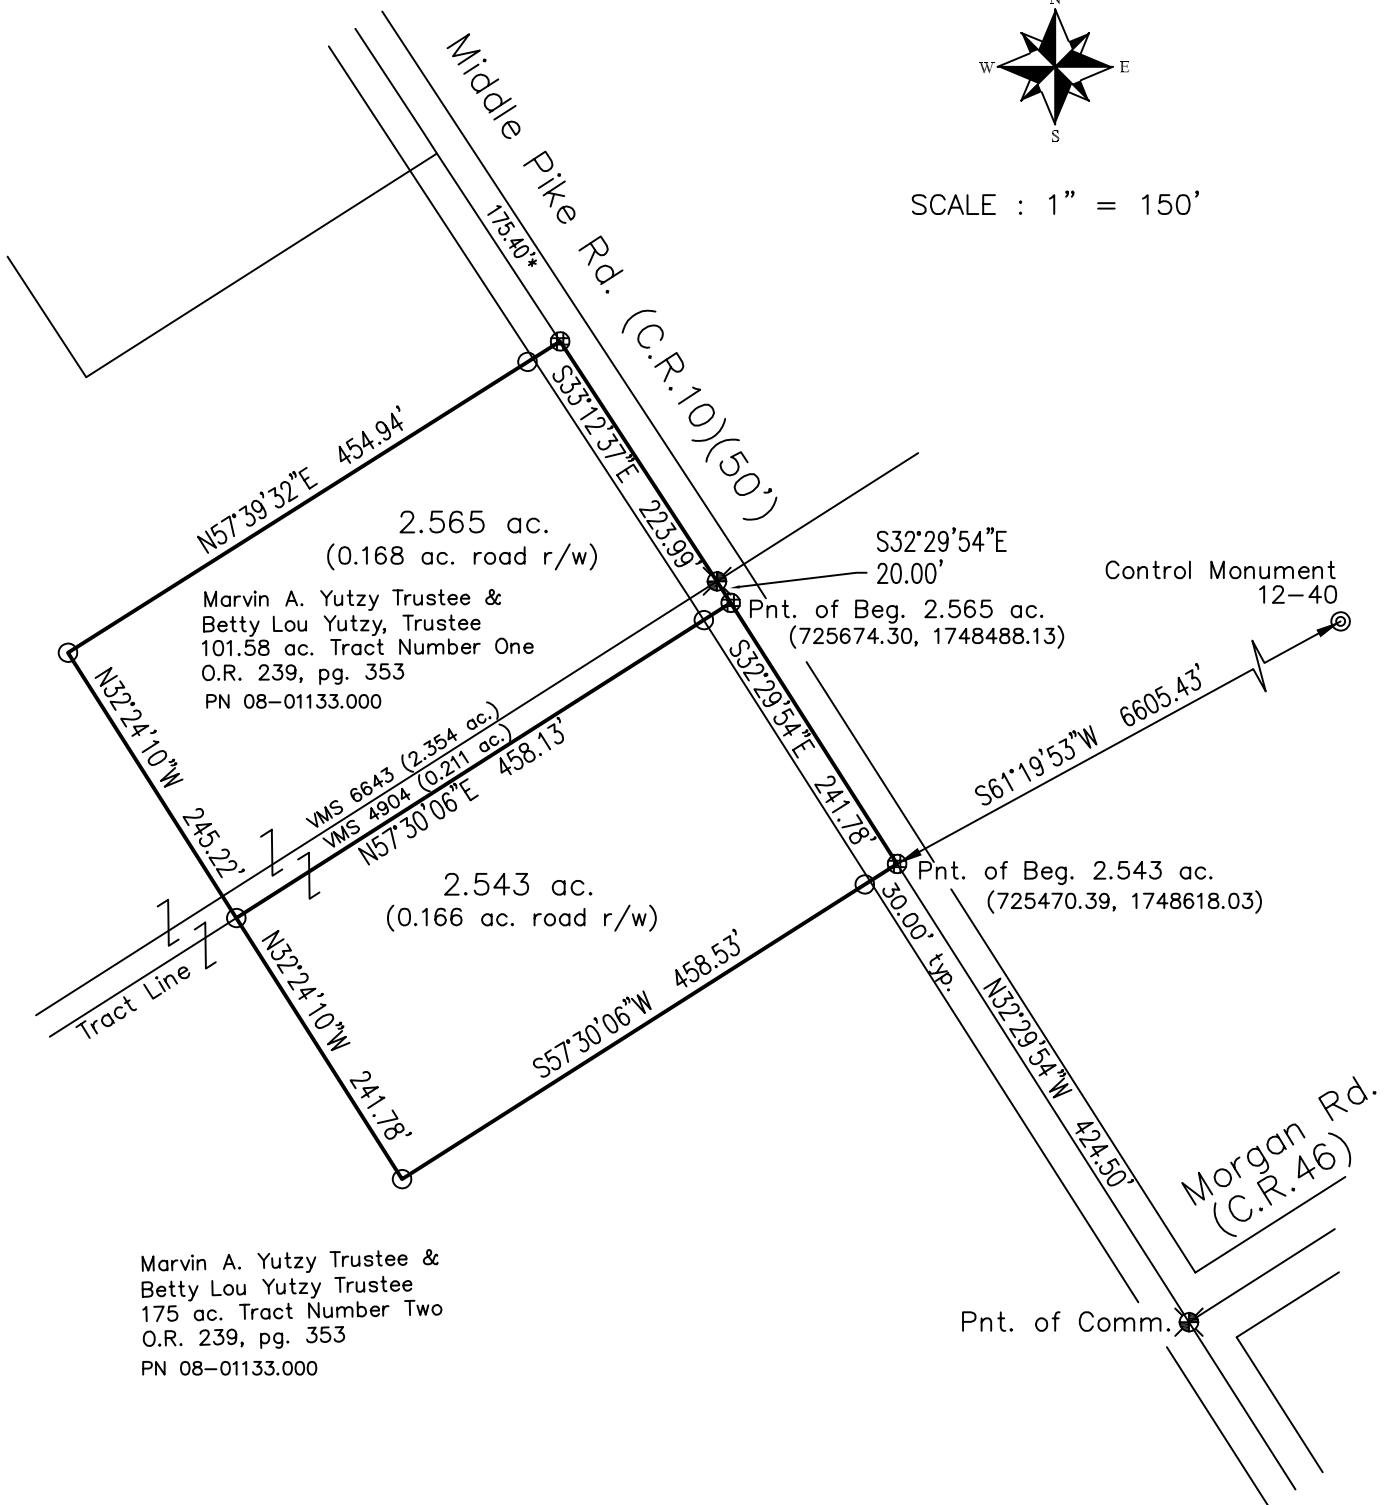 N
W
E
S
SCALE : 1” = 150’
Middle Pike Rd. (C.R.10)(50’)
175.40’*
S33°12’37”E 223.99’
N57°39’32”E 454.94’
2.565 ac.
(0.168 ac. road r/w)
Marvin A. Yutzy Trustee &
Betty Lou Yutzy, Trustee
101.58 ac. Tract Number One
O.R. 239, pg. 353
PN 08-01133.000
S32°29’54”E
20.00’
Pnt. of Beg. 2.565 ac.
(725674.30, 1748488.13)
Control Monument
12-40
S61°19’53”W 6605.43’
S32°29’54”E 241.78’
N32°24’10”W 245.22’
VMS 6643 (2.354 ac.)
VMS 4904 (0.211 ac.)
N57°30’06”E 458.13’
2.543 ac.
(0.166 ac. road r/w)
Pnt. of Beg. 2.543 ac.
(725470.39, 1748618.03)
30.00’ typ.
Tract Line
N32°24’10”W 241.78’
S57°30’06”W 458.53’
N32°29’54”W 424.50’
Morgan Rd.
(C.R.46)
Pnt. of Comm.
Marvin A. Yutzy Trustee &
Betty Lou Yutzy Trustee
175 ac. Tract Number Two
O.R. 239, pg. 353
PN 08-01133.000